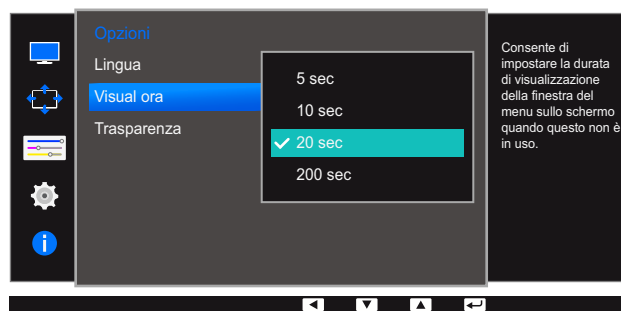 Opzioni
Lingua
Visual ora
Trasparenza
5 sec
10 sec
20 sec
200 sec
Consente di
impostare la durata
di visualizzazione
della finestra del
menu sullo schermo
quando questo non è
in uso.